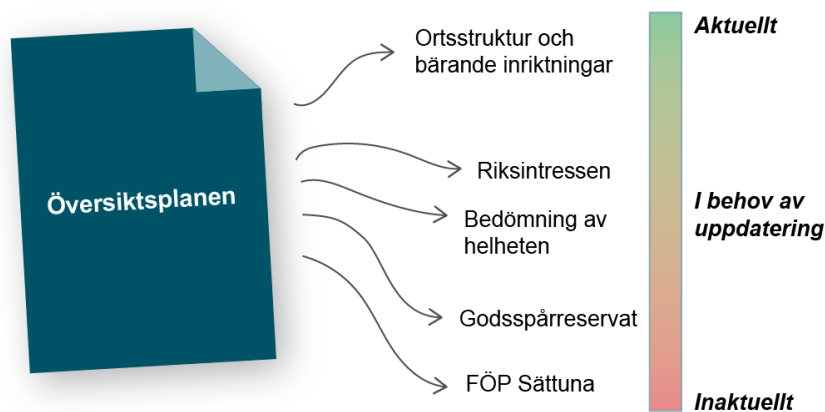 Översiktsplanen
Ortsstruktur och
bärande inriktningar
Riksintressen
Bedömning av
helheten
Godsspårreservat
FÖP Sättuna
Aktuellt
I behov av
uppdatering
Inaktuellt